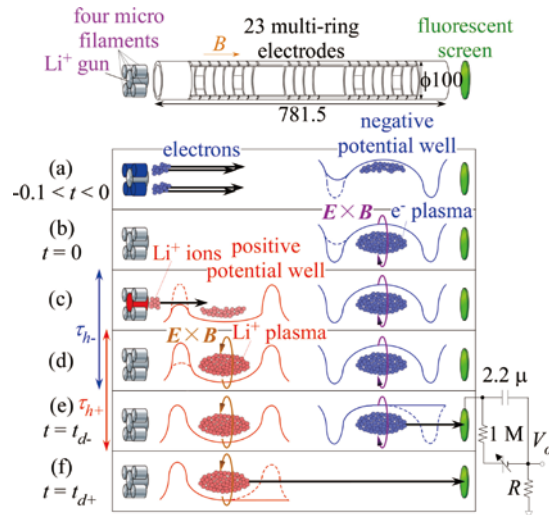 four micro
filaments
Li⁺ gun
B
23 multi-ring
electrodes
fluorescent
screen
ϕ100
781.5
(a)
-0.1 < t < 0
electrons
negative
potential well
(b)
t = 0
E × B
e⁻ plasma
(c)
Li⁺ ions
positive
potential well
τh-
(d)
E × B
Li⁺ plasma
τh+
(e)
t = td-
(f)
t = td+
2.2 μ
1 M
Vo
R